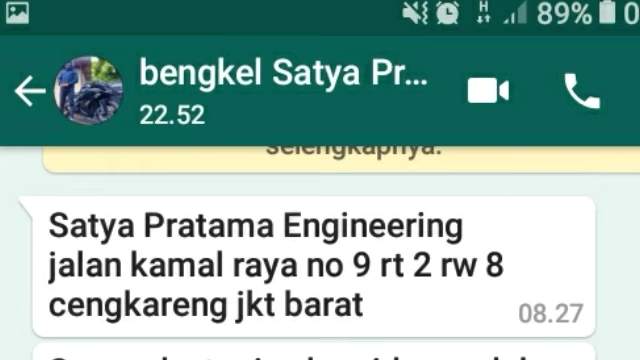 H 89% 0
bengkel Satya Pr...
22.52
selengkapnya.
Satya Pratama Engineering
jalan kamal raya no 9 rt 2 rw 8
cengkareng jkt barat
08.27